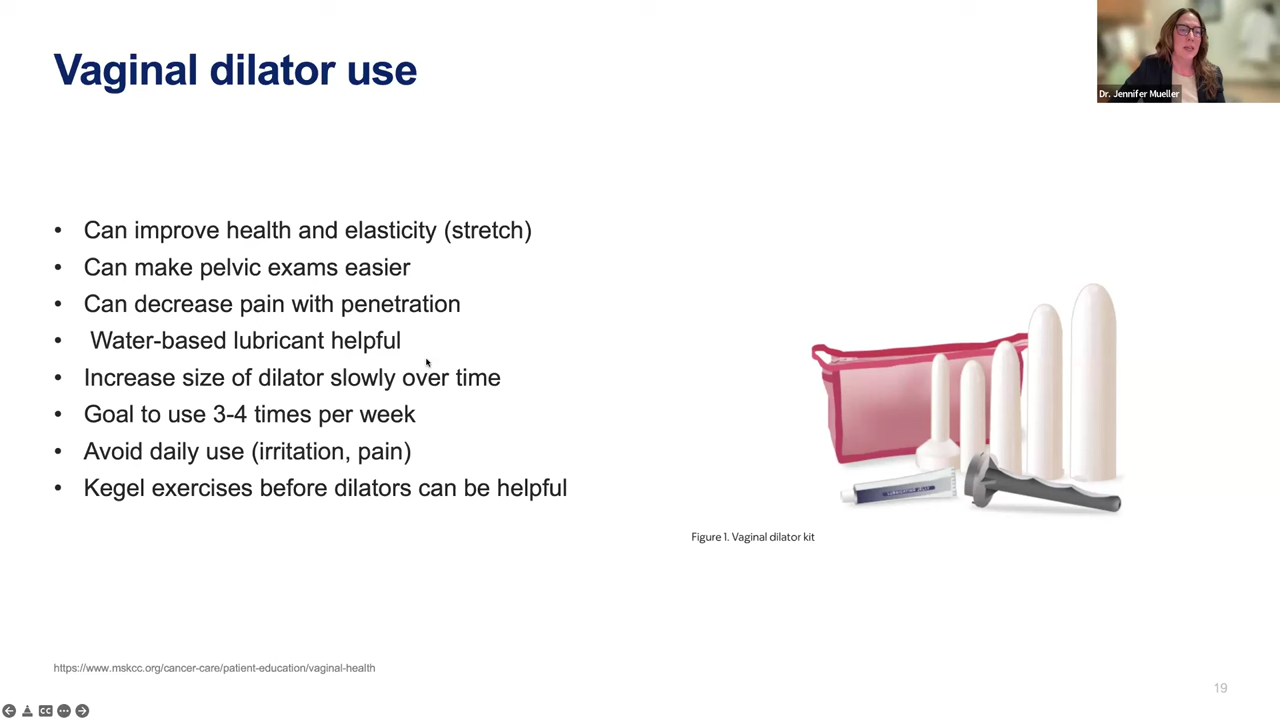 Vaginal dilator use
Dr. Jennifer Mueller
• Can improve health and elasticity (stretch)
• Can make pelvic exams easier
• Can decrease pain with penetration
• Water-based lubricant helpful
• Increase size of dilator slowly over time
• Goal to use 3-4 times per week
• Avoid daily use (irritation, pain)
• Kegel exercises before dilators can be helpful
Figure 1. Vaginal dilator kit
https://www.mskcc.org/cancer-care/patient-education/vaginal-health
19
CC